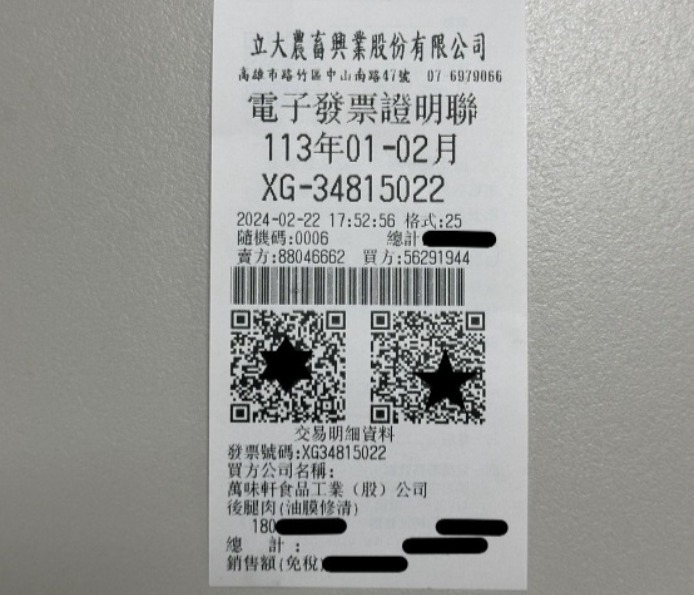 立大農畜興業股份有限公司
高雄市路竹區中山南路47號 07-6979066
電子發票證明聯
113年01-02月
XG-34815022
2024-02-22 17:52:56 格式:25
隨機碼:0006 總計
賣方:88046662 買方:56291944
交易明細資料
發票號碼:XG34815022
買方公司名稱:
萬味軒食品工業（股）公司
後腿肉(油膜修清)
180
總 計:
銷售額(免稅)